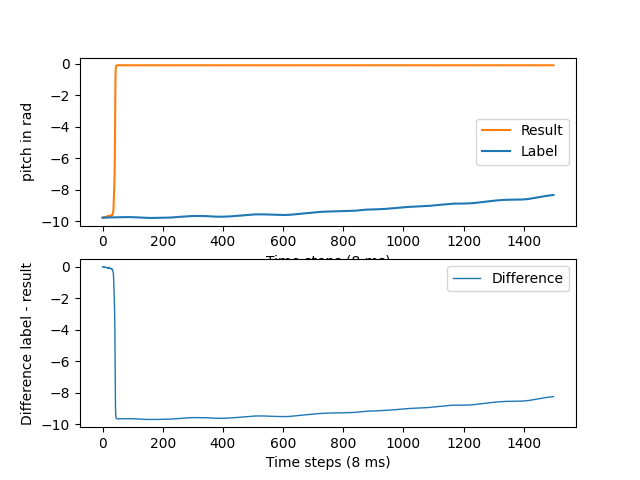 0
−2
−4
−6
−8
−10
pitch in rad
Result
Label
0 200 400 600 800 1000 1200 1400
Time steps (8 ms)
0
−2
−4
−6
−8
−10
Difference label - result
Difference
0 200 400 600 800 1000 1200 1400
Time steps (8 ms)